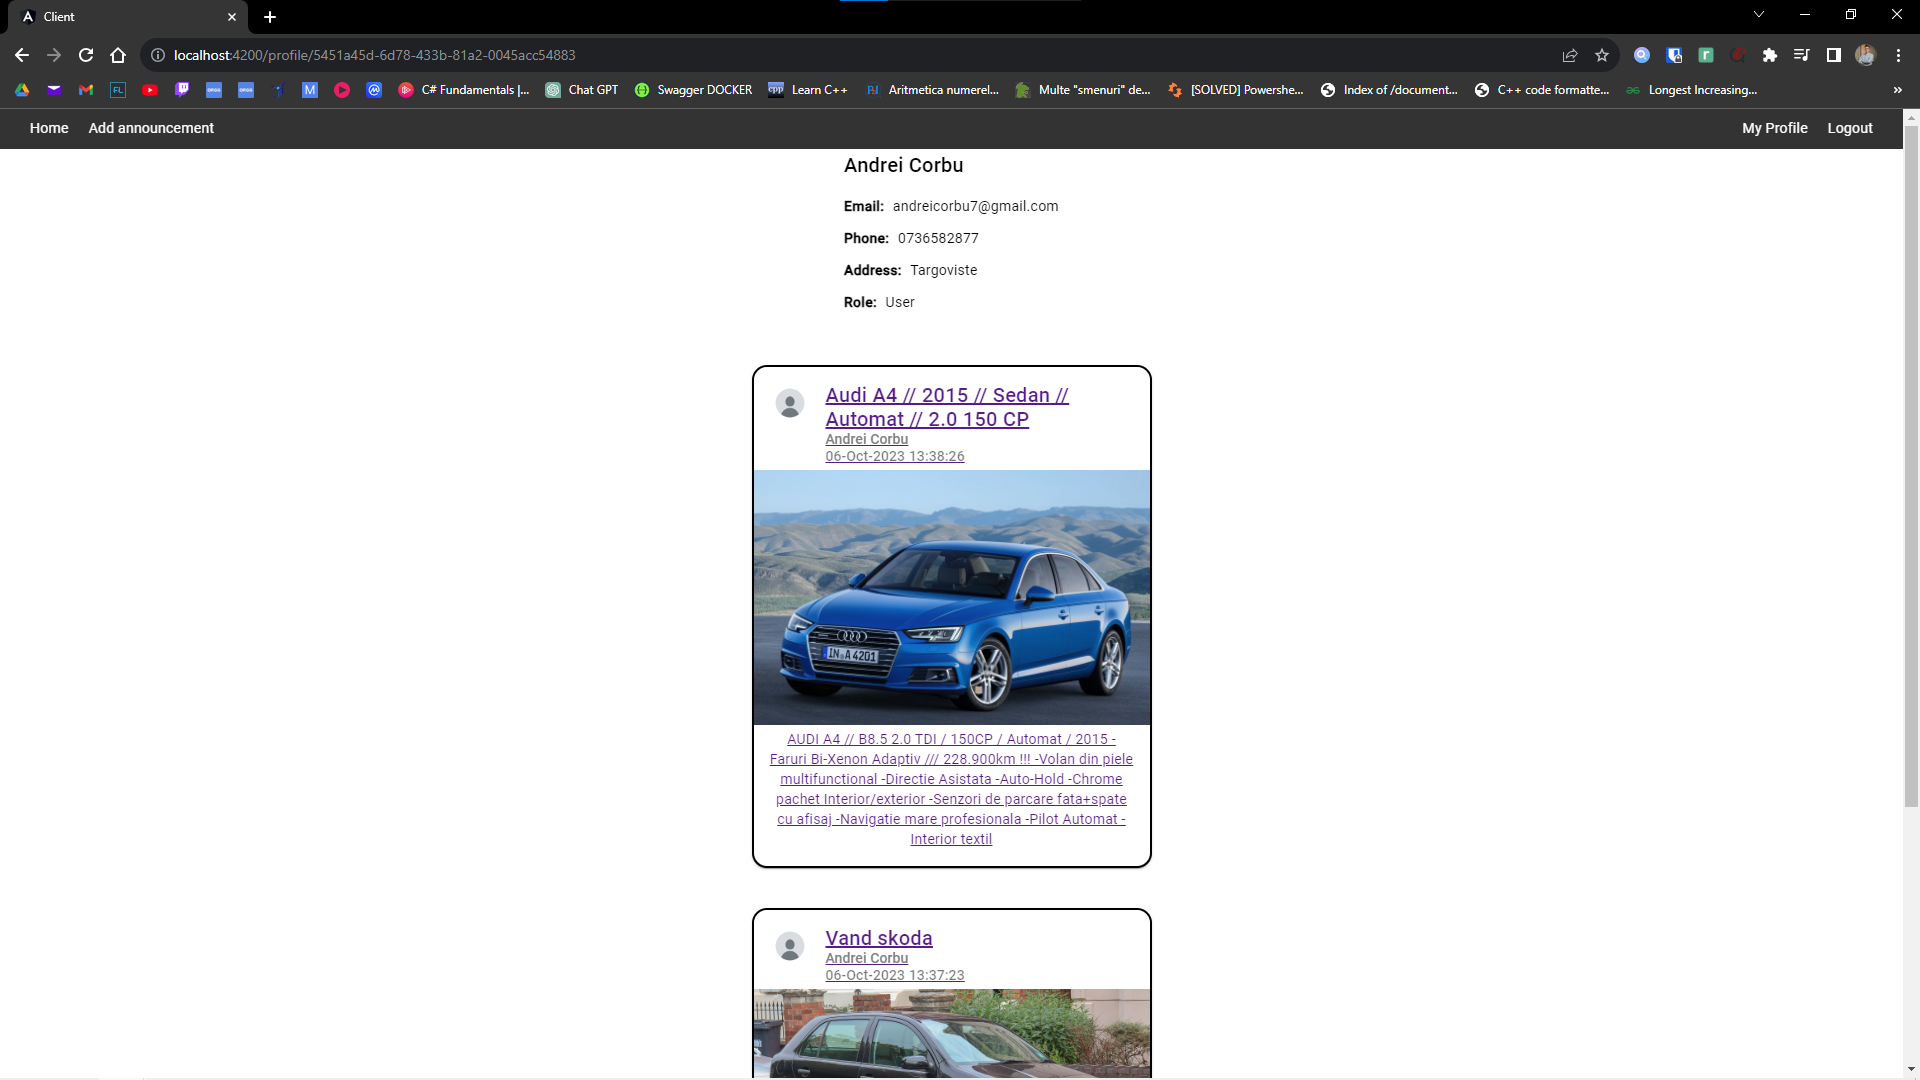 Client
localhost:4200/profile/5451a45d-6d78-433b-81a2-0045acc54883
C# Fundamentals |...
Chat GPT
Swagger DOCKER
Learn C++
Aritmetica numerel...
Multe "smenuri" de...
[SOLVED] Powershe...
Index of /document...
C++ code formatte...
Longest Increasing...
Home
Add announcement
My Profile
Logout
Andrei Corbu
Email: andreicorbu7@gmail.com
Phone: 0736582877
Address: Targoviste
Role: User
Audi A4 // 2015 // Sedan //
Automat // 2.0 150 CP
Andrei Corbu
06-Oct-2023 13:38:26
IN A 4201
AUDI A4 // B8.5 2.0 TDI / 150CP / Automat / 2015 -
Faruri Bi-Xenon Adaptiv /// 228.900km !!! -Volan din piele
multifunctional -Directie Asistata -Auto-Hold -Chrome
pachet Interior/exterior -Senzori de parcare fata+spate
cu afisaj -Navigatie mare profesionala -Pilot Automat -
Interior textil
Vand skoda
Andrei Corbu
06-Oct-2023 13:37:23